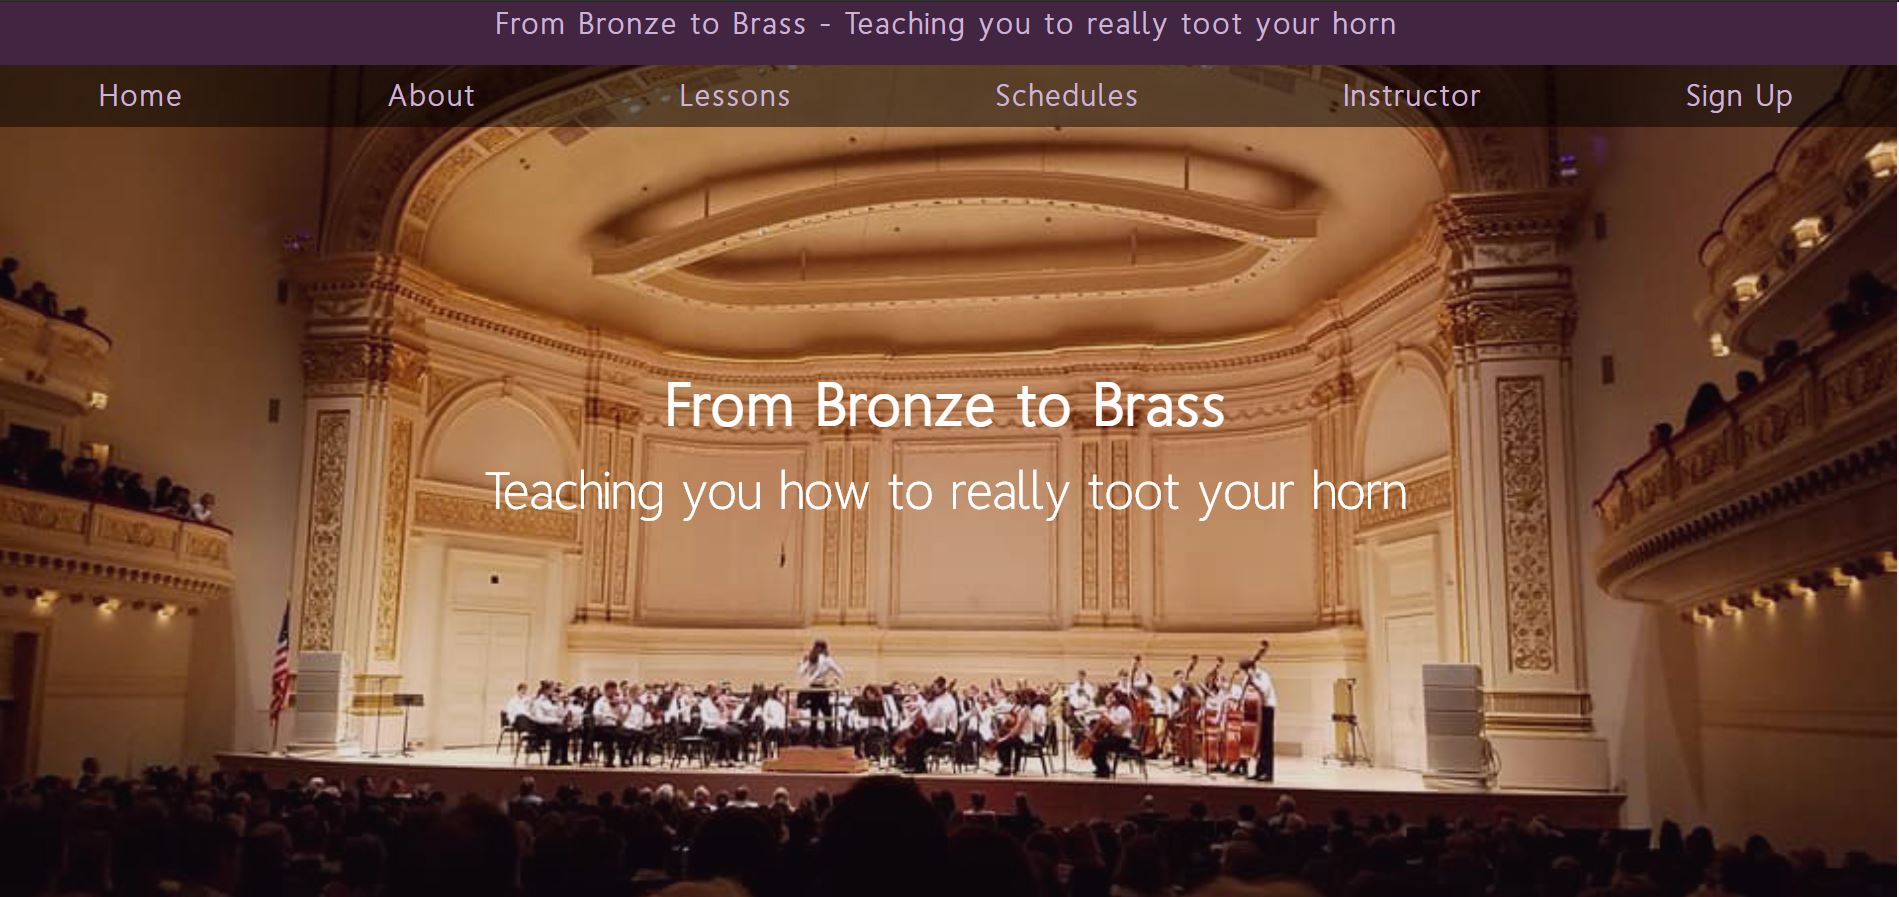 From Bronze to Brass - Teaching you to really toot your horn
Home About Lessons Schedules Instructor Sign Up
From Bronze to Brass
Teaching you how to really toot your horn